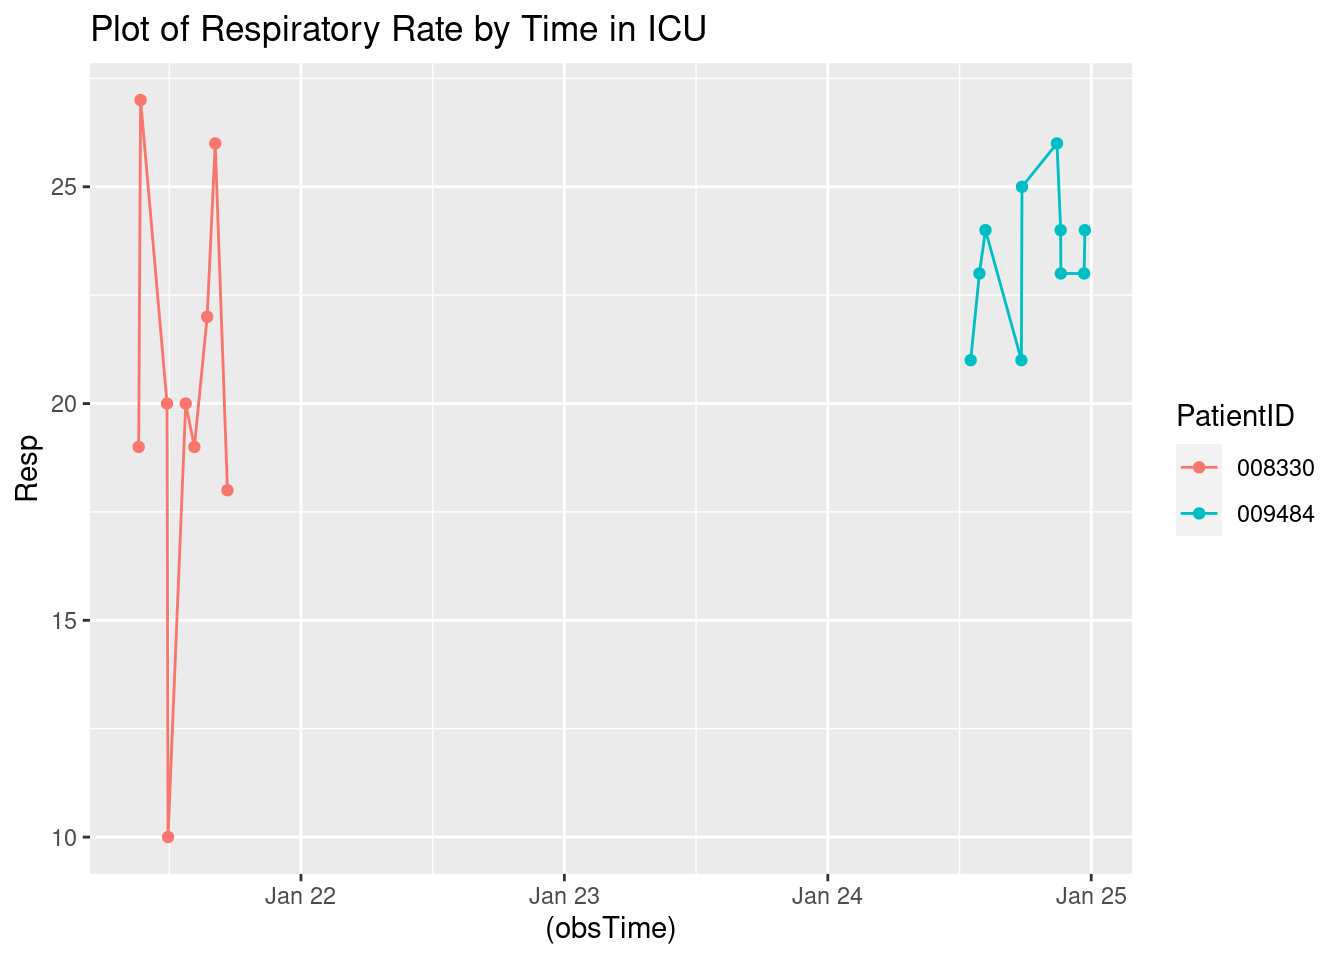 Plot of Respiratory Rate by Time in ICU
Resp
25
20
15
10
Jan 22
Jan 23
Jan 24
Jan 25
(obsTime)
PatientID
008330
009484